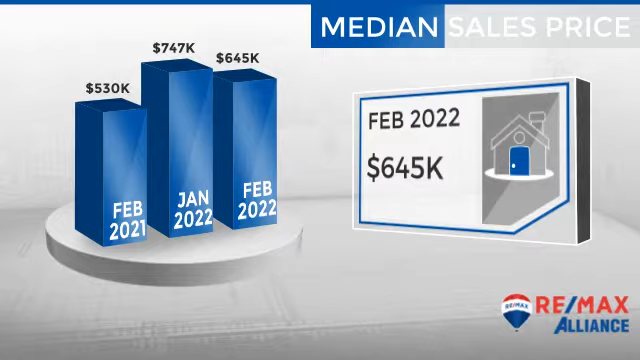 MEDIAN SALES PRICE
$530K
$747K
$645K
FEB
2021
JAN
2022
FEB
2022
FEB 2022
$645K
RE/MAX
RE/MAX
ALLIANCE